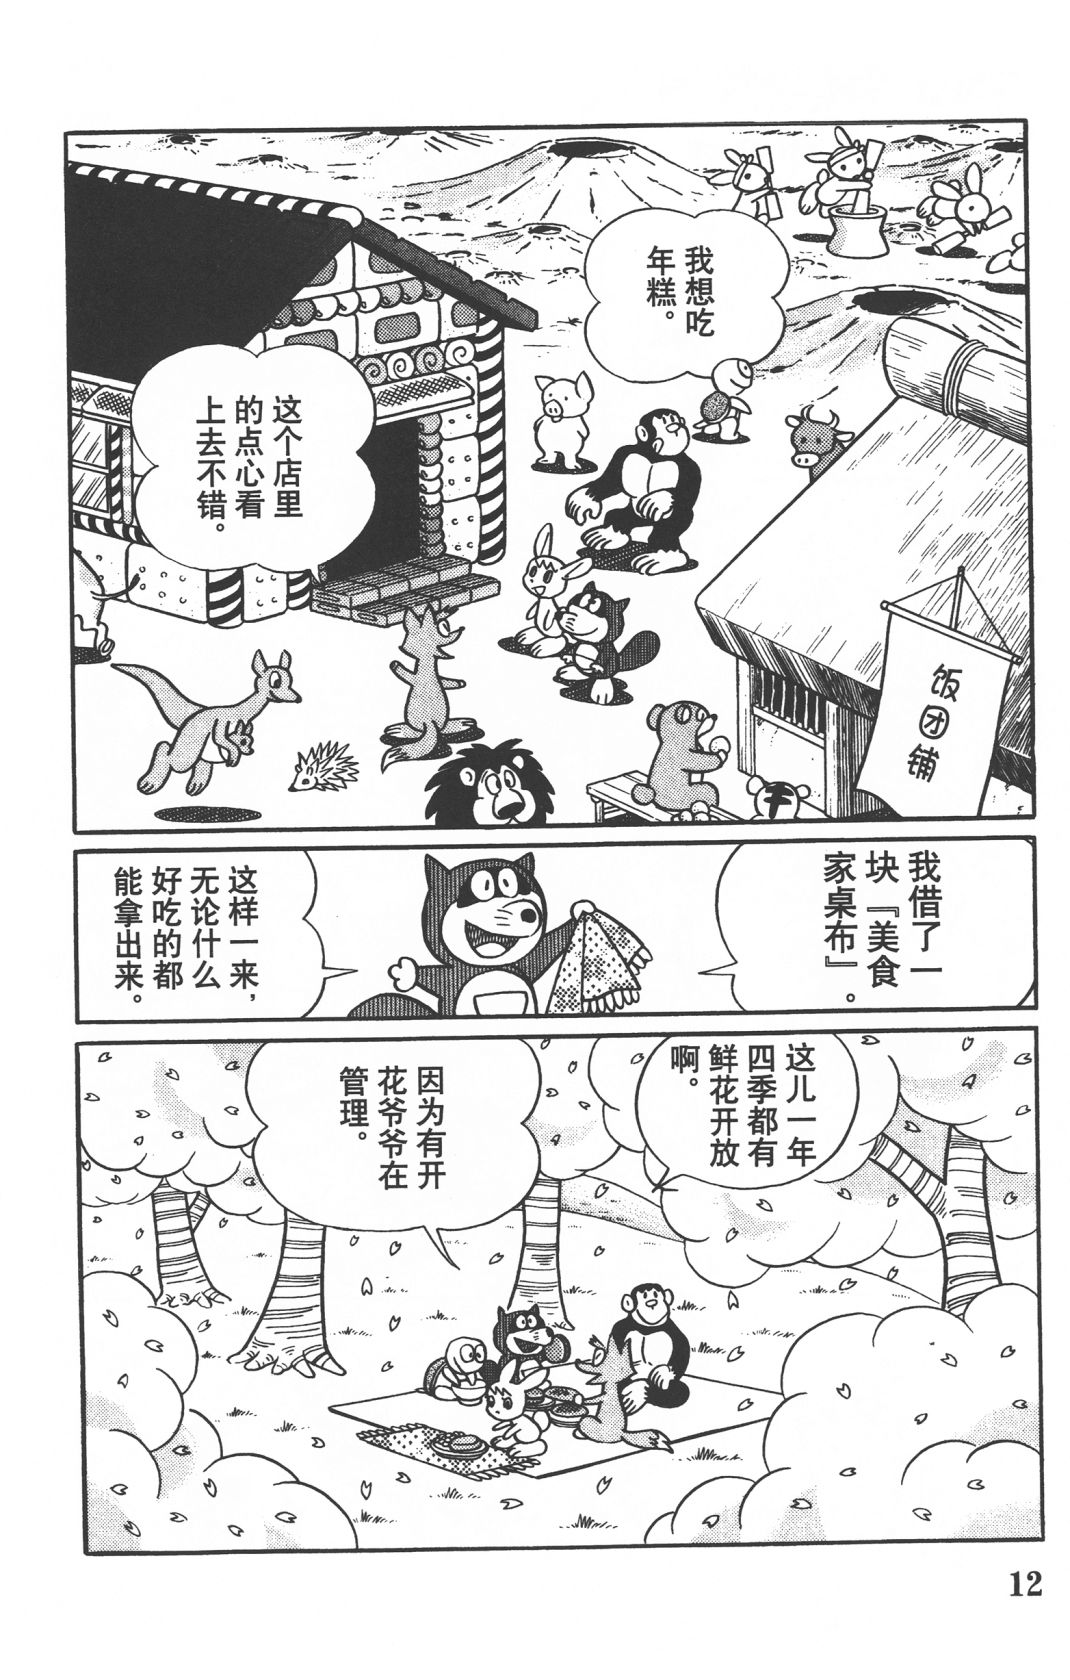 我想吃
年糕。
这个店里
的点心看
上去不错。
饭团铺
我借了一
块『美食
家桌布』。
这样一来，
无论什么
好吃的都
能拿出来。
这儿一年
四季都有
鲜花开放
啊。
因为有开
花爷爷在
管理。
12